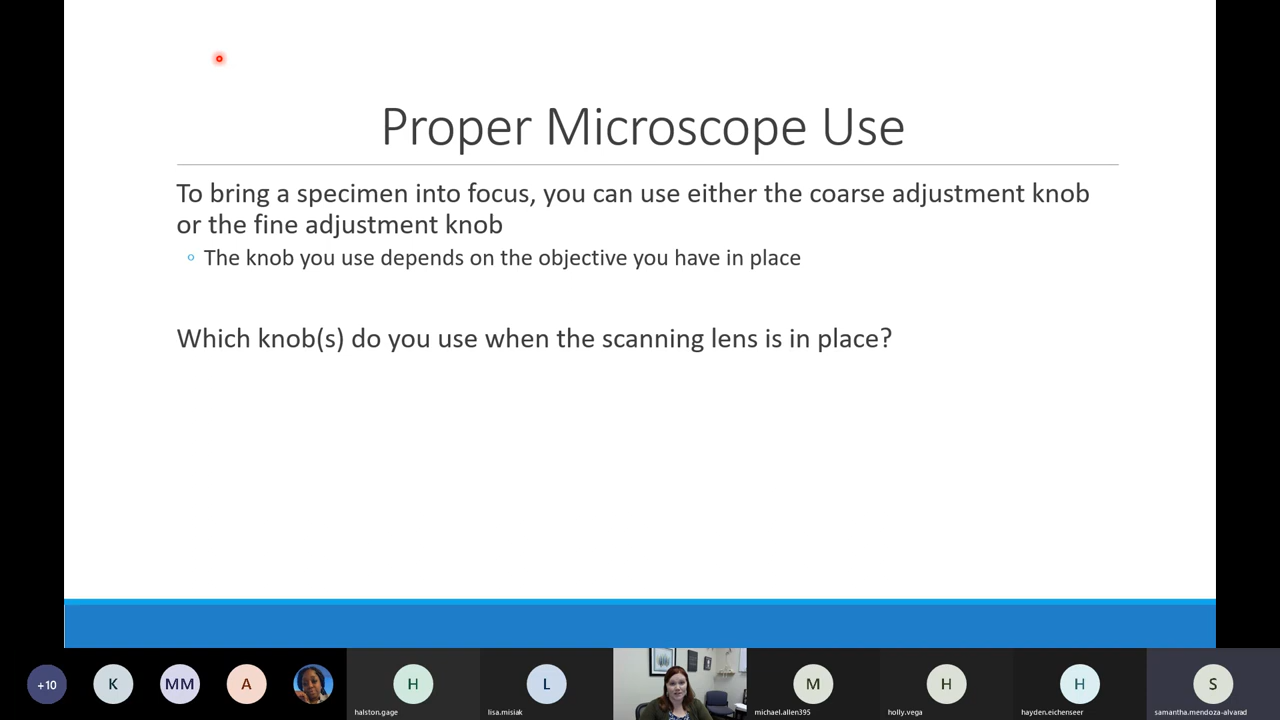 Proper Microscope Use
To bring a specimen into focus, you can use either the coarse adjustment knob
or the fine adjustment knob
The knob you use depends on the objective you have in place
Which knob(s) do you use when the scanning lens is in place?
+10
K
MM
A
H
L
M
H
H
S
halston.gage
lisa.misiak
michael.allen395
holly.vega
hayden.eichenseer
samantha.mendoza-alvarad